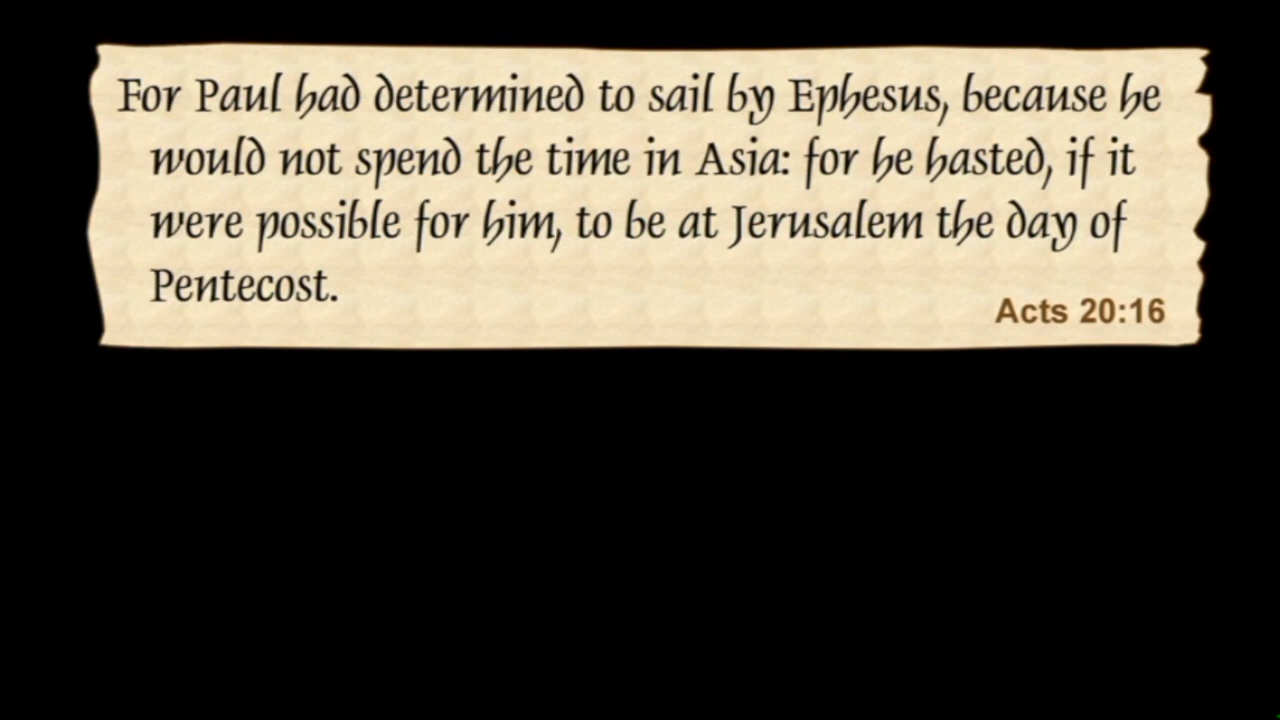 For Paul had determined to sail by Ephesus, because he
would not spend the time in Asia: for he hasted, if it
were possible for him, to be at Jerusalem the day of
Pentecost.
Acts 20:16